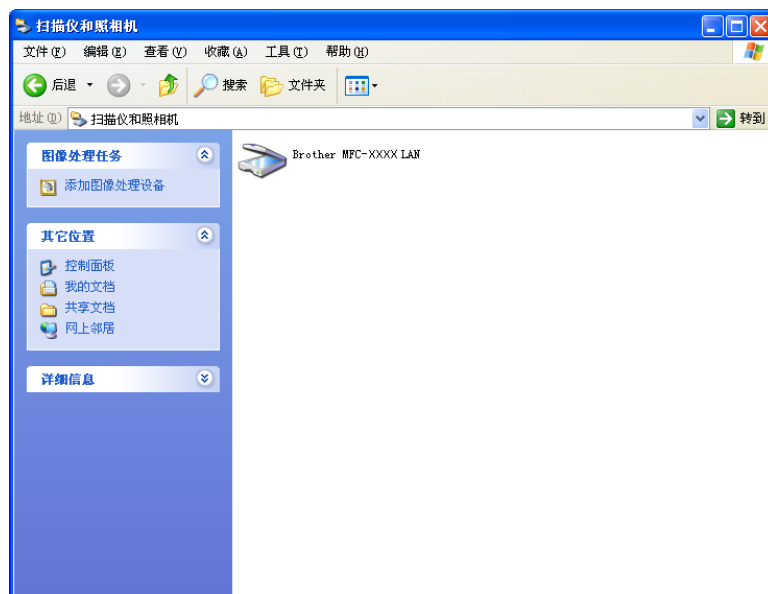 扫描仪和照相机
文件(F) 编辑(E) 查看(V) 收藏(A) 工具(T) 帮助(H)
后退 搜索 文件夹
地址(D) 扫描仪和照相机 转到
图像处理任务
添加图像处理设备
其它位置
控制面板
我的文档
共享文档
网上邻居
详细信息
Brother MFC-XXXX LAN